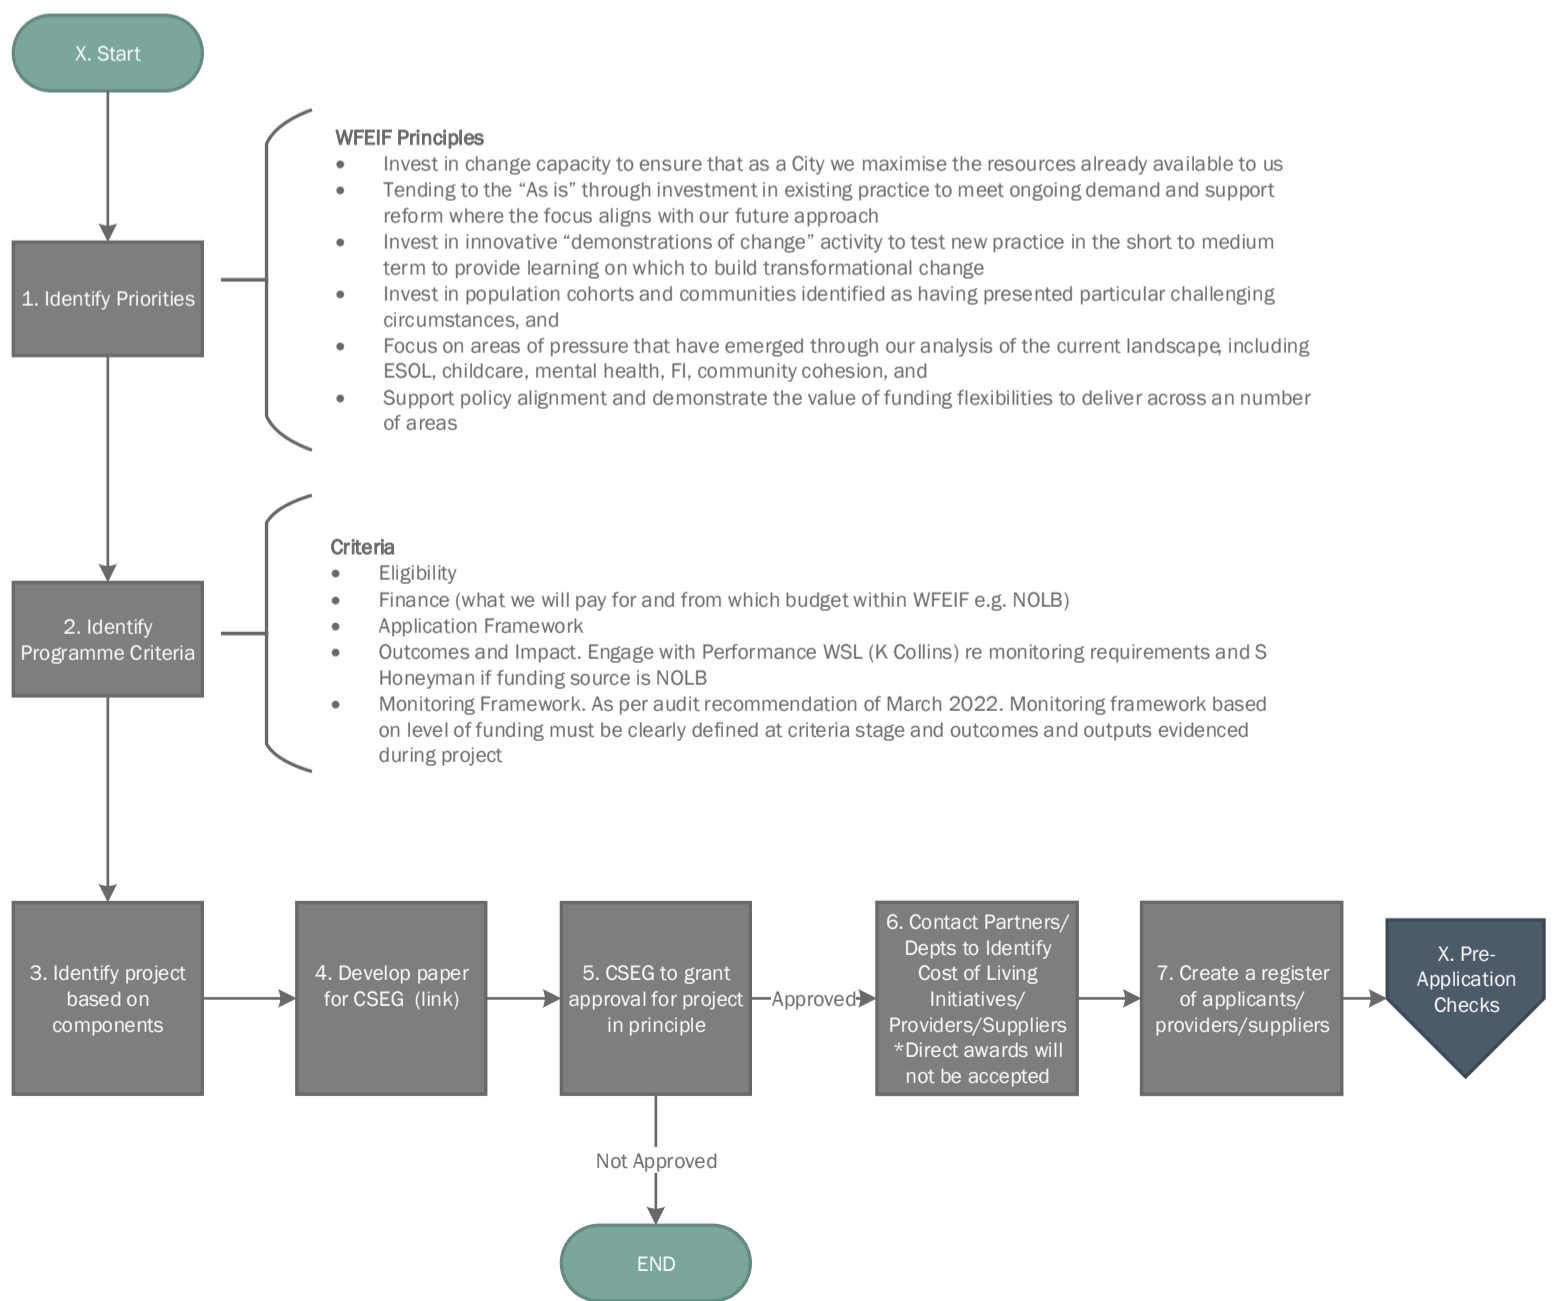 X. Start
WFEIF Principles
• Invest in change capacity to ensure that as a City we maximise the resources already available to us
• Tending to the “As is” through investment in existing practice to meet ongoing demand and support
reform where the focus aligns with our future approach
• Invest in innovative “demonstrations of change” activity to test new practice in the short to medium
term to provide learning on which to build transformational change
• Invest in population cohorts and communities identified as having presented particular challenging
circumstances, and
• Focus on areas of pressure that have emerged through our analysis of the current landscape, including
ESOL, childcare, mental health, FI, community cohesion, and
• Support policy alignment and demonstrate the value of funding flexibilities to deliver across an number
of areas
1. Identify Priorities
Criteria
• Eligibility
• Finance (what we will pay for and from which budget within WFEIF e.g. NOLB)
• Application Framework
• Outcomes and Impact. Engage with Performance WSL (K Collins) re monitoring requirements and S
Honeyman if funding source is NOLB
• Monitoring Framework. As per audit recommendation of March 2022. Monitoring framework based
on level of funding must be clearly defined at criteria stage and outcomes and outputs evidenced
during project
2. Identify
Programme Criteria
3. Identify project
based on
components
4. Develop paper
for CSEG (link)
5. CSEG to grant
approval for project
in principle
Approved
6. Contact Partners/
Depts to Identify
Cost of Living
Initiatives/
Providers/Suppliers
*Direct awards will
not be accepted
7. Create a register
of applicants/
providers/suppliers
X. Pre-
Application
Checks
Not Approved
END